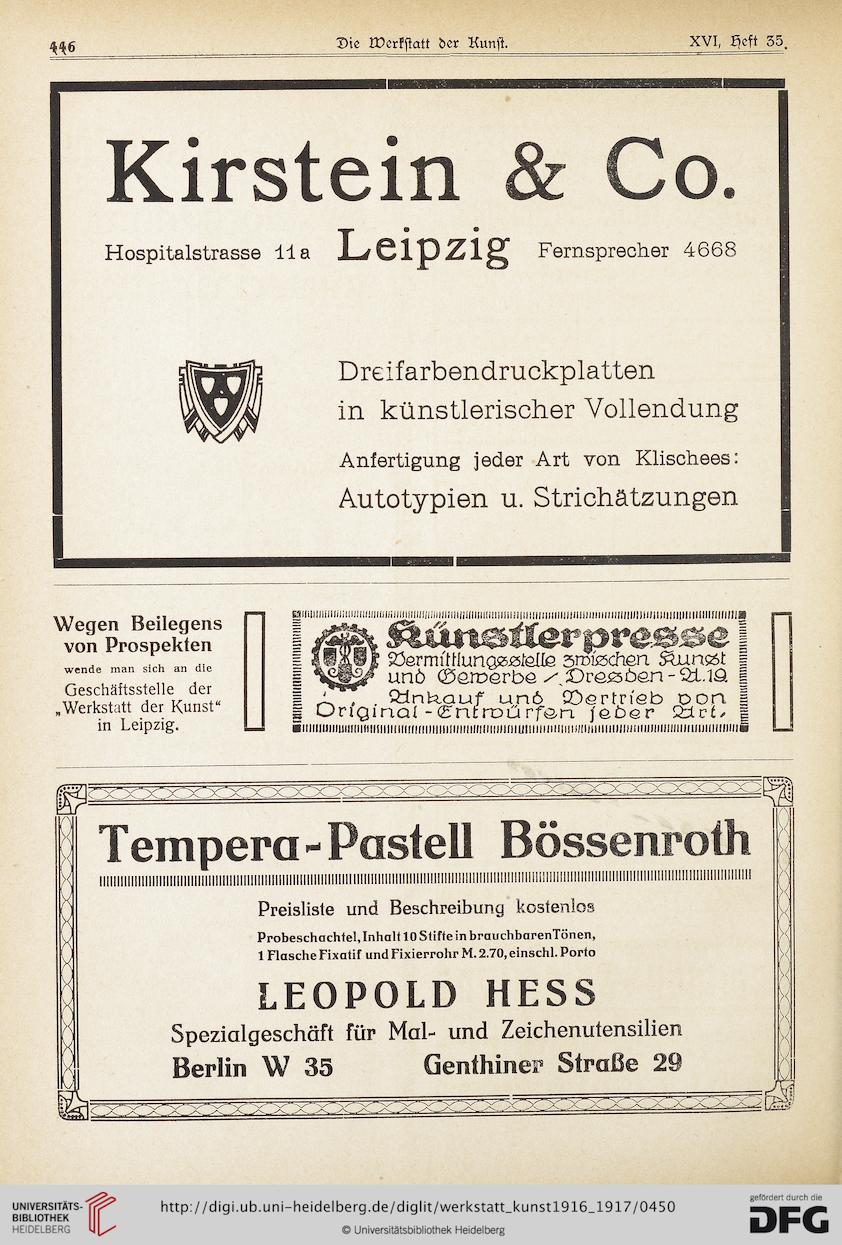 446
Die Werkstatt der Kunst.
XVI, Heft 35.
Kirstein & Co.
Hospitalstrasse 11a Leipzig Fernsprecher 4668
Dreifarbendruckplatten
in künstlerischer Vollendung
Anfertigung jeder Art von Klischees:
Autotypien u. Strichätzungen
Wegen Beilegens
von Prospekten
wende man sich an die
Geschäftsstelle der
„Werkstatt der Kunst“
in Leipzig.
Künstlerpresse
Vermittlungsstelle zwischen Kunst
und Gewerbe / Dresden-A.19
Ankauf und Vertrieb von
Original-Entwürfen jeder Art.
Tempera-Pastell Bössenroth
Preisliste und Beschreibung kostenlos
Probeschachtel, Inhalt 10 Stifte in brauchbaren Tönen,
1 Flasche Fixatif und Fixierrohr M. 2.70, einschl. Porto
LEOPOLD HESS
Spezialgeschäft für Mal- und Zeichenutensilien
Berlin W 35 Genthiner Straße 29
UNIVERSITÄTS-
BIBLIOTHEK
HEIDELBERG
http://digi.ub.uni-heidelberg.de/diglit/werkstatt_kunst1916_1917/0450
© Universitätsbibliothek Heidelberg
gefördert durch die
DFG